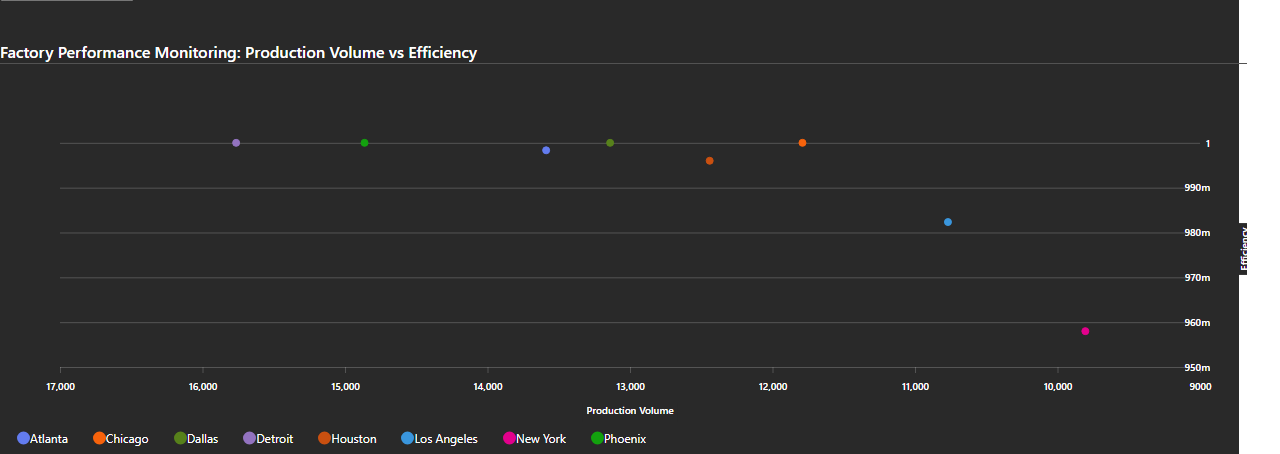 Factory Performance Monitoring: Production Volume vs Efficiency
1
990m
980m
970m
960m
950m
Efficiency
17,000 16,000 15,000 14,000 13,000 12,000 11,000 10,000 9000
Production Volume
Atlanta Chicago Dallas Detroit Houston Los Angeles New York Phoenix